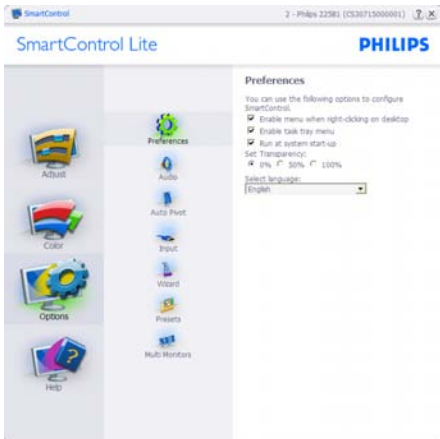 SmartControl
2 - Philips 225B1 (CS30715000001)
SmartControl Lite
PHILIPS
Adjust
Color
Options
Help
Preferences
Audio
Auto Pivot
Input
Wizard
Presets
Multi Monitors
Preferences
You can use the following options to configure
SmartControl.
Enable menu when right-clicking on desktop
Enable task tray menu
Run at system start-up
Set Transparency:
0% 50% 100%
Select language:
English